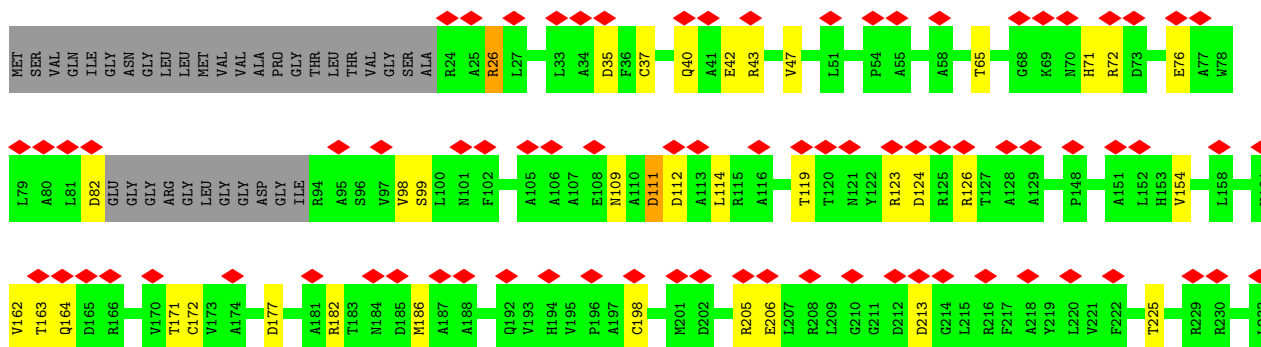 MET SER VAL GLN ILE GLY ASN GLY LEU LEU MET VAL VAL ALA PRO GLY THR LEU THR VAL GLY SER ALA R24 A25 R26 L27 L33 A34 D35 F36 C37 Q40 A41 E42 R43 V47 L51 P54 A55 A58 T65 G68 K69 N70 H71 R72 D73 E76 A77 W78
L79 A80 L81 D82 GLU GLY GLY ARG GLY LEU GLY GLY ASP GLY ILE R94 A95 S96 V97 V98 S99 L100 N101 F102 A105 A106 A107 E108 N109 A110 D111 D112 A113 L114 R115 A116 T119 T120 N121 Y122 R123 D124 R125 R126 T127 A128 A129 P148 A151 L152 H153 V154 L158
V162 T163 Q164 D165 R166 V170 T171 C172 V173 A174 D177 A181 R182 T183 N184 D185 M186 A187 A188 Q192 V193 H194 V195 P196 A197 C198 M201 D202 R205 E206 L207 R208 L209 G210 G211 D212 D213 G214 L215 R216 F217 A218 Y219 L220 V221 F222 T225 R229 R230